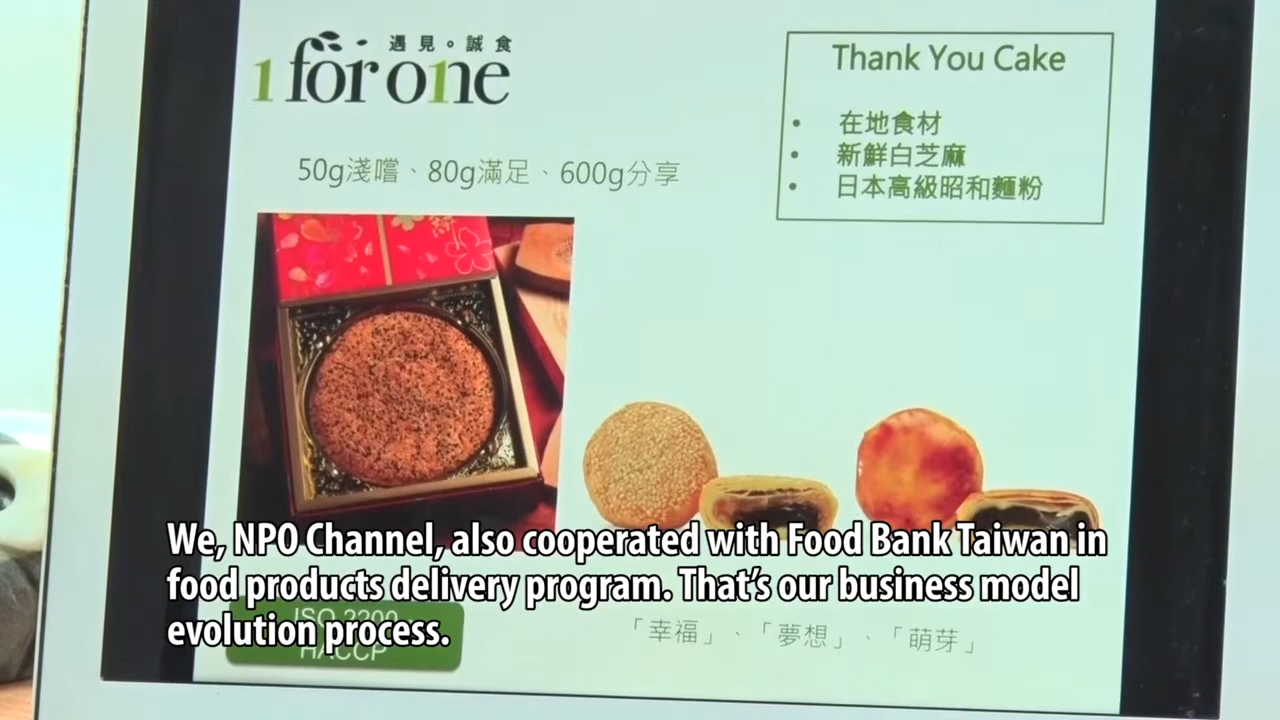 遇見。誠食
1 for one
Thank You Cake
• 在地食材
• 新鮮白芝麻
• 日本高級昭和麵粉
50g淺嚐、80g滿足、600g分享
We, NPO Channel, also cooperated with Food Bank Taiwan in
food products delivery program. That's our business model
evolution process.
HACCP
「幸福」、「夢想」、「萌芽」